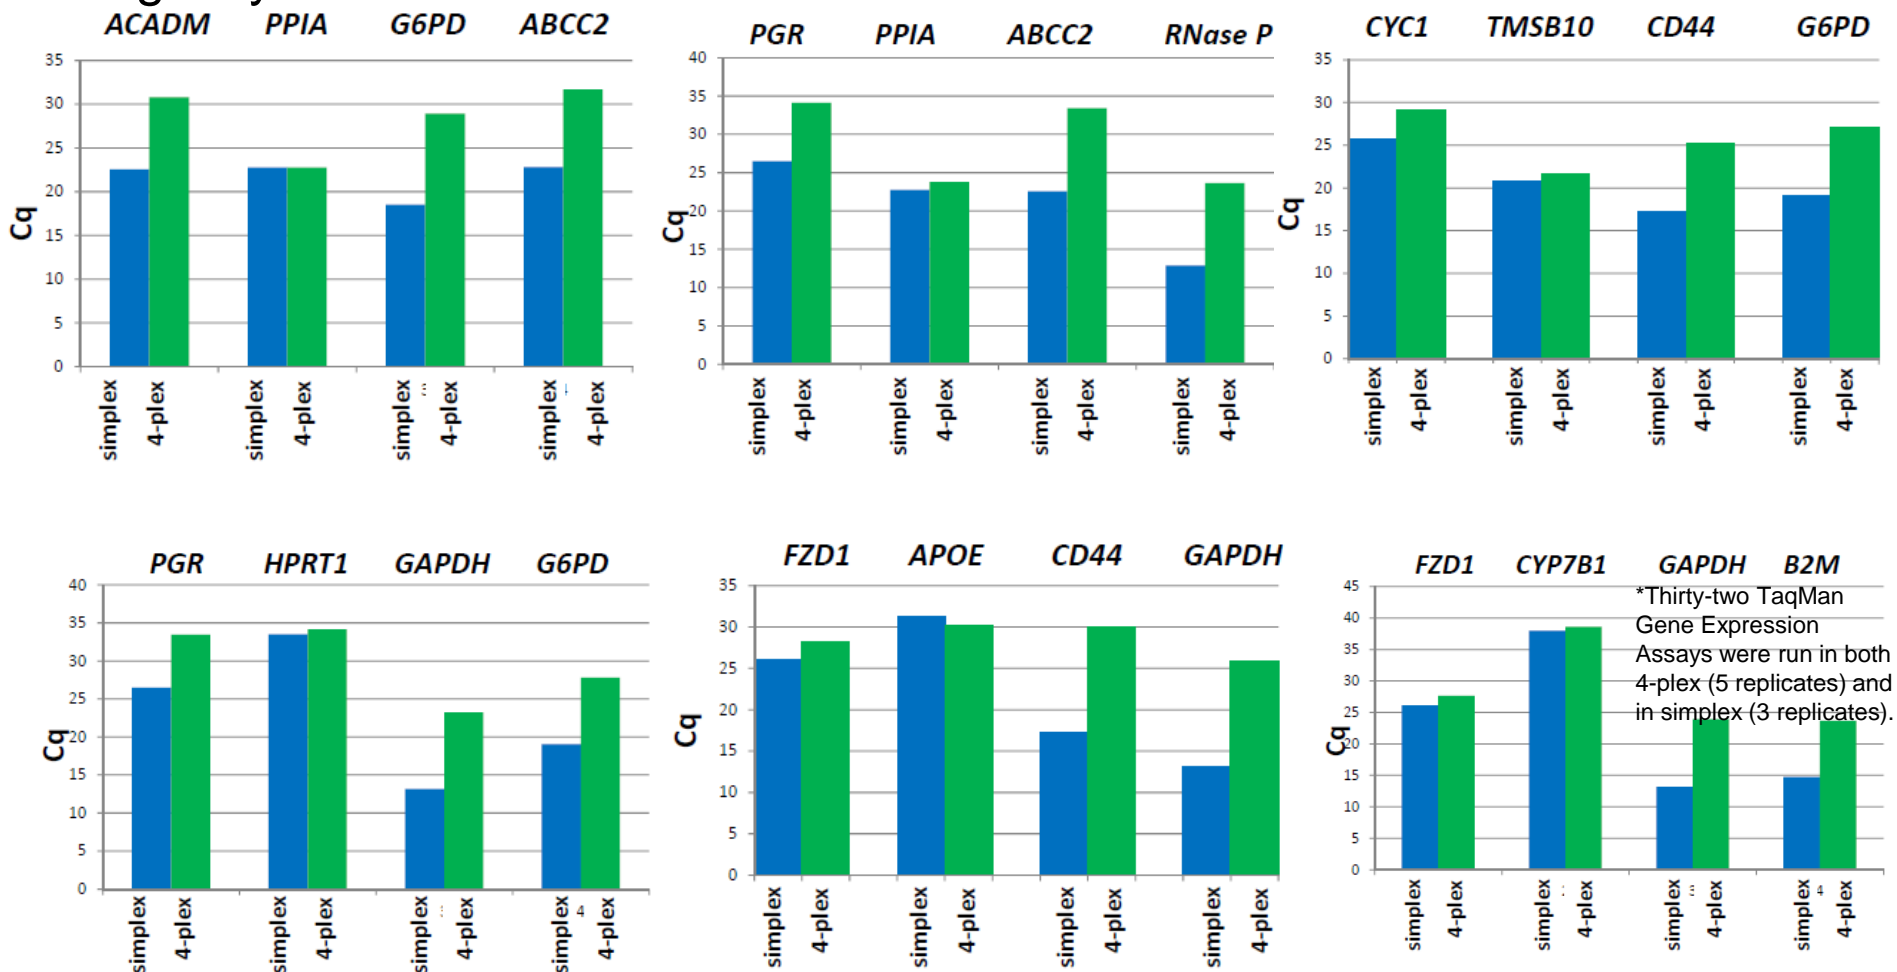 ACADM PPIA G6PD ABCC2
35
30
25
20
15
10
5
0
Cq
simplex 4-plex simplex 4-plex simplex 4-plex simplex 4-plex
PGR PPIA ABCC2 RNase P
40
35
30
25
20
15
10
5
0
Cq
simplex 4-plex simplex 4-plex simplex 4-plex simplex 4-plex
CYC1 TMSB10 CD44 G6PD
35
30
25
20
15
10
5
0
Cq
simplex 4-plex simplex 4-plex simplex 4-plex simplex 4-plex
PGR HPRT1 GAPDH G6PD
40
35
30
25
20
15
10
5
0
Cq
simplex 4-plex simplex 4-plex simplex 4-plex simplex 4 4-plex
FZD1 APOE CD44 GAPDH
35
30
25
20
15
10
5
0
Cq
simplex 4-plex simplex 4-plex simplex 4-plex simplex 4-plex
FZD1 CYP7B1 GAPDH B2M
45
40
35
30
25
20
15
10
5
0
Cq
simplex 4-plex simplex 4-plex simplex 4-plex simplex 4 4-plex
*Thirty-two TaqMan
Gene Expression
Assays were run in both
4-plex (5 replicates) and
in simplex (3 replicates).